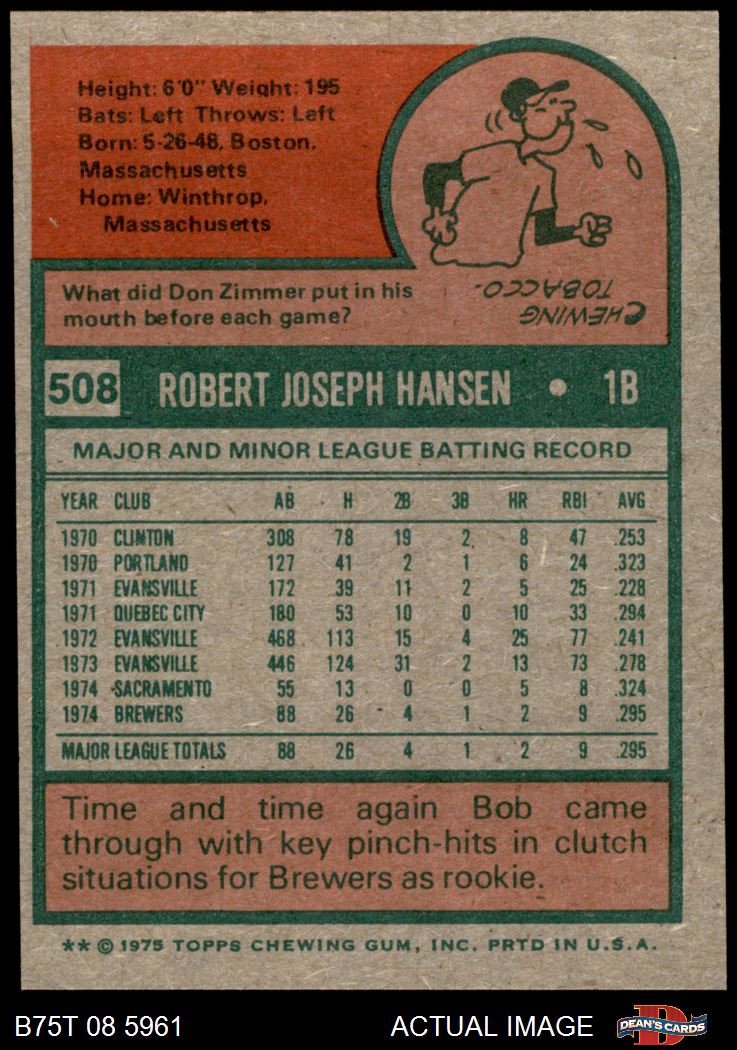 Height: 6'0" Weight: 195
Bats: Left Throws: Left
Born: 5-26-48, Boston,
Massachusetts
Home: Winthrop,
Massachusetts
What did Don Zimmer put in his
mouth before each game?
CHEWING
TOBACCO.
508 ROBERT JOSEPH HANSEN • 1B
MAJOR AND MINOR LEAGUE BATTING RECORD
YEAR CLUB AB H 2B 3B HR RBI AVG
1970 CLINTON 308 78 19 2 8 47 .253
1970 PORTLAND 127 41 2 1 6 24 .323
1971 EVANSVILLE 172 39 11 2 5 25 .228
1971 QUEBEC CITY 180 53 10 0 10 33 .294
1972 EVANSVILLE 468 113 15 4 25 77 .241
1973 EVANSVILLE 446 124 31 2 13 73 .278
1974 SACRAMENTO 55 13 0 0 5 8 .324
1974 BREWERS 88 26 4 1 2 9 .295
MAJOR LEAGUE TOTALS 88 26 4 1 2 9 .295
Time and time again Bob came
through with key pinch-hits in clutch
situations for Brewers as rookie.
** © 1975 TOPPS CHEWING GUM, INC. PRTD IN U.S.A.
B75T 08 5961 ACTUAL IMAGE D DEAN'S CARDS